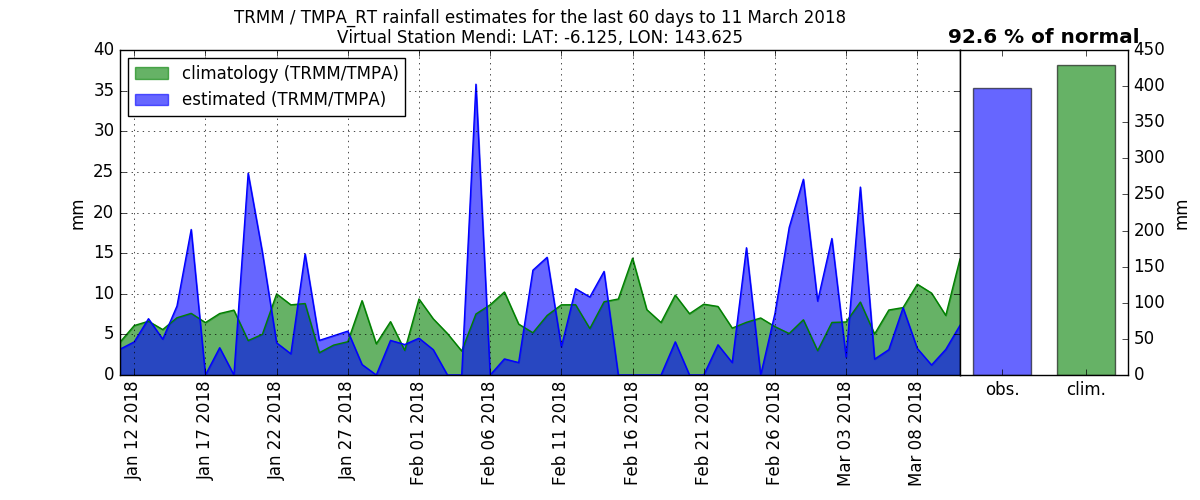 TRMM / TMPA_RT rainfall estimates for the last 60 days to 11 March 2018
Virtual Station Mendi: LAT: -6.125, LON: 143.625
92.6 % of normal
climatology (TRMM/TMPA)
estimated (TRMM/TMPA)
40
35
30
25
20
15
10
5
0
mm
Jan 12 2018
Jan 17 2018
Jan 22 2018
Jan 27 2018
Feb 01 2018
Feb 06 2018
Feb 11 2018
Feb 16 2018
Feb 21 2018
Feb 26 2018
Mar 03 2018
Mar 08 2018
obs.
clim.
450
400
350
300
250
200
150
100
50
0
mm